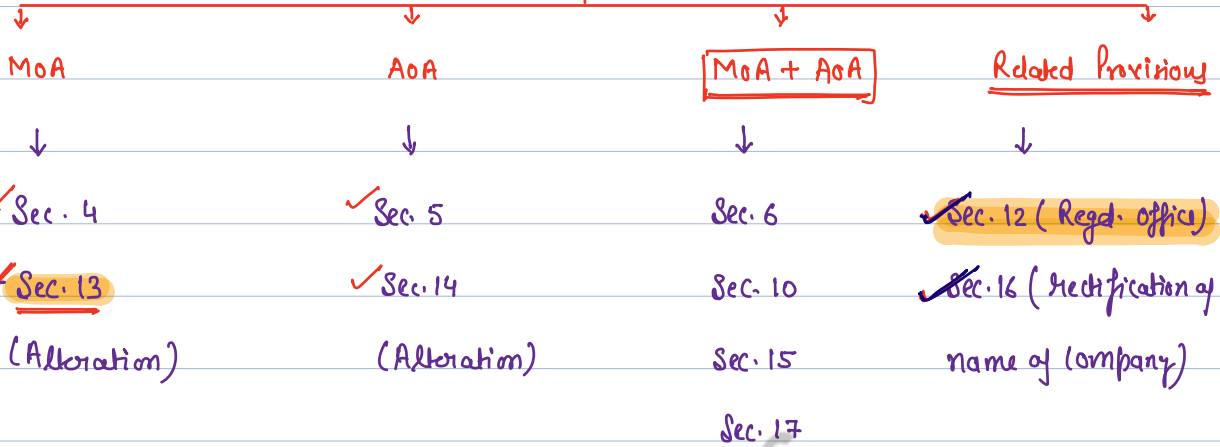 MOA AOA MOA + AOA Related Provisions
Sec. 4 Sec. 5 Sec. 6 Sec. 12 (Regd. office)
Sec. 13 Sec. 14 Sec. 10 Sec. 16 (rectification of
(Alteration) (Alteration) Sec. 15 name of Company)
Sec. 17